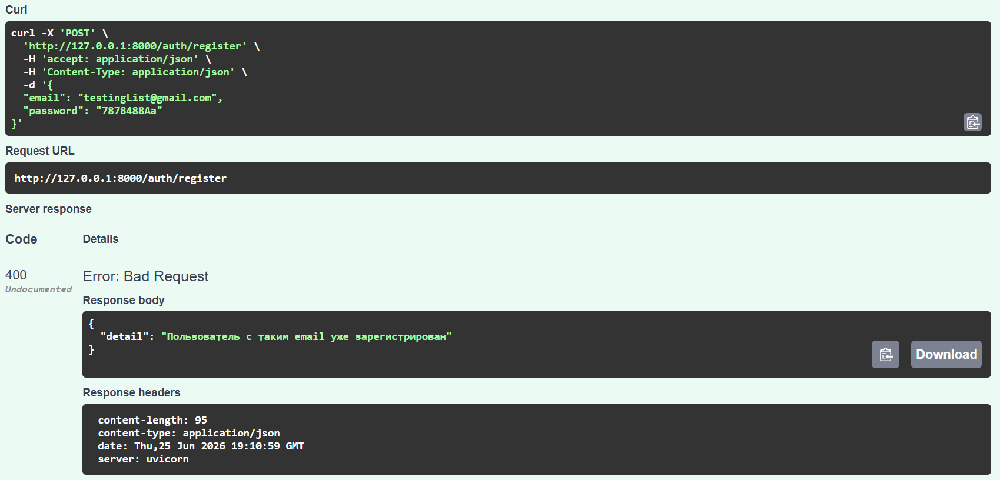 Curl
curl -X 'POST' \
'http://127.0.0.1:8000/auth/register' \
-H 'accept: application/json' \
-H 'Content-Type: application/json' \
-d '{
"email": "testingList@gmail.com",
"password": "7878488Aa"
}'
Request URL
http://127.0.0.1:8000/auth/register
Server response
Code Details
400 Error: Bad Request
Undocumented
Response body
{
"detail": "Пользователь с таким email уже зарегистрирован"
}
Download
Response headers
content-length: 95
content-type: application/json
date: Thu,25 Jun 2026 19:10:59 GMT
server: uvicorn